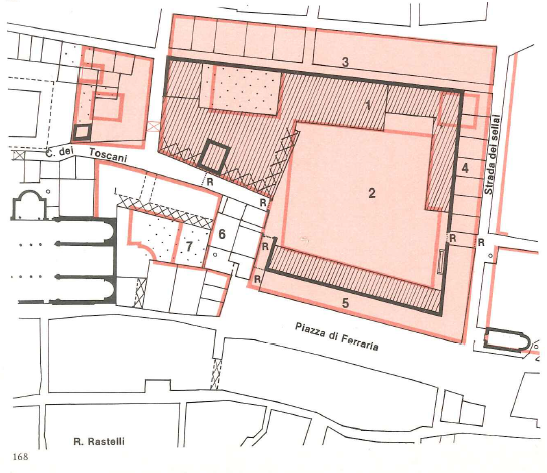 3
1
Strada dei sellai
4
C. dei Toscani
R
2
R
6
R
R
R
7
R
5
Piazza di Ferraria
R. Rastelli
168